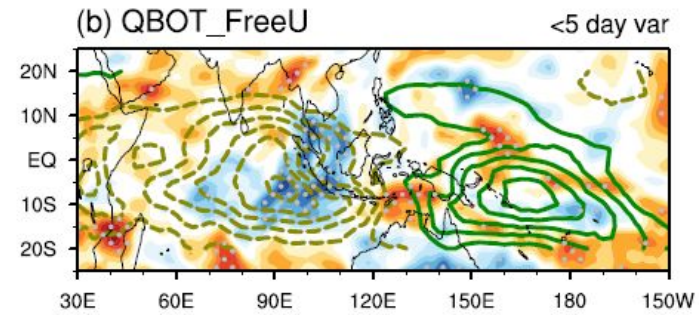 (b) QBOT_FreeU <5 day var
20N
10N
EQ
10S
20S
30E 60E 90E 120E 150E 180 150W